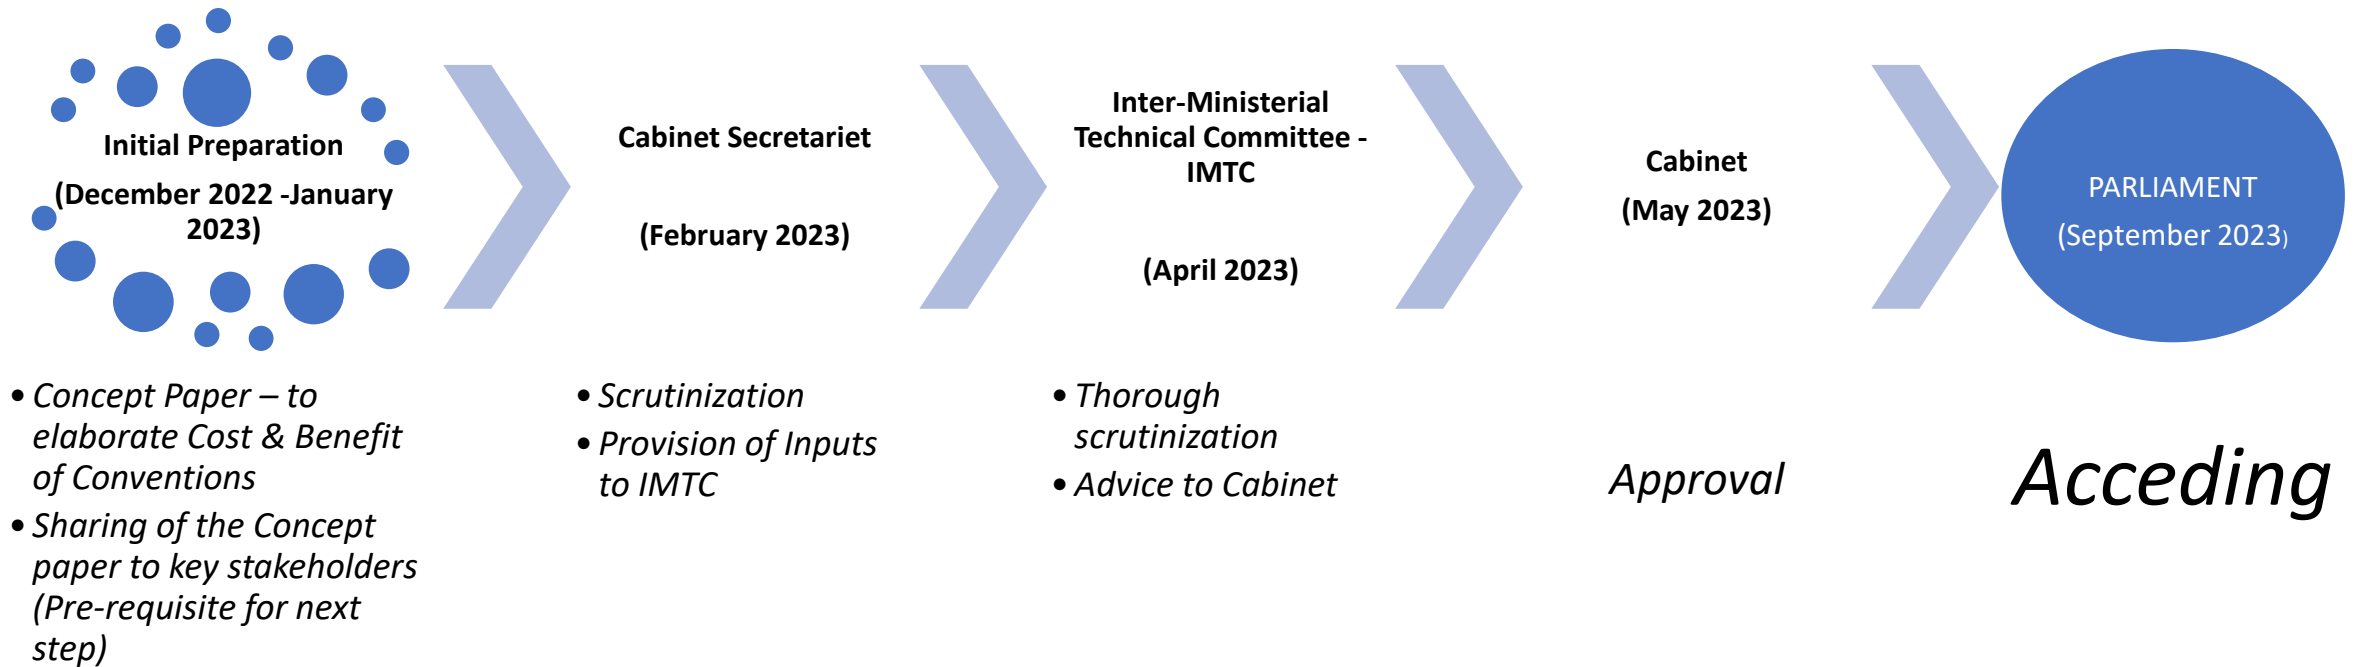 Initial Preparation
(December 2022 -January
2023)
Cabinet Secretariet
(February 2023)
Inter-Ministerial
Technical Committee -
IMTC
(April 2023)
Cabinet
(May 2023)
PARLIAMENT
(September 2023)
• Concept Paper – to
elaborate Cost & Benefit
of Conventions
• Sharing of the Concept
paper to key stakeholders
(Pre-requisite for next
step)
• Scrutinization
• Provision of Inputs
to IMTC
• Thorough
scrutinization
• Advice to Cabinet
Approval
Acceding